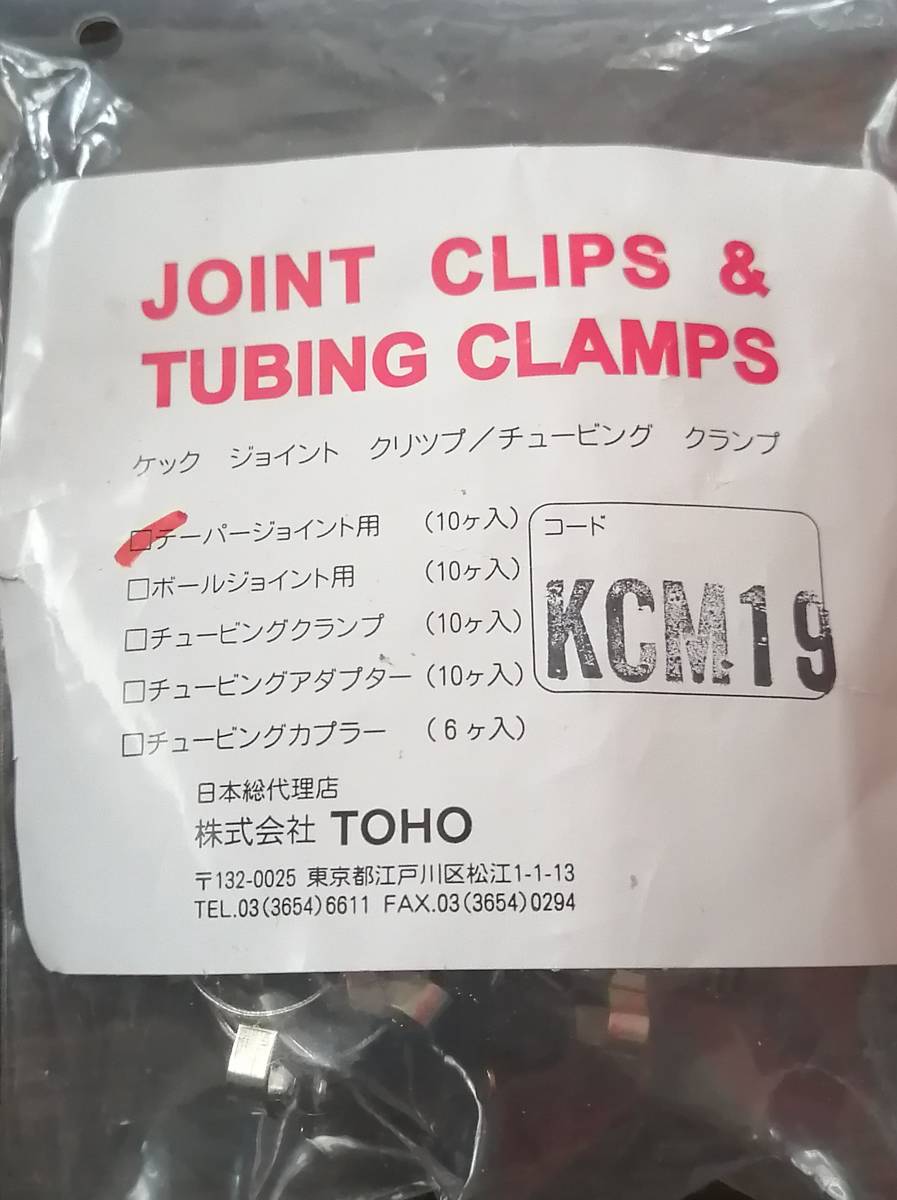 JOINT CLIPS &
TUBING CLAMPS
ケック ジョイント クリツプ／チュービング クランプ
□テーパージョイント用 (10ヶ入)
□ボールジョイント用 (10ヶ入)
□チュービングクランプ (10ヶ入)
□チュービングアダプター (10ヶ入)
□チュービングカプラー (6ヶ入)
コード
KCM19
日本総代理店
株式会社 TOHO
〒132-0025 東京都江戸川区松江1-1-13
TEL.03(3654)6611 FAX.03(3654)0294